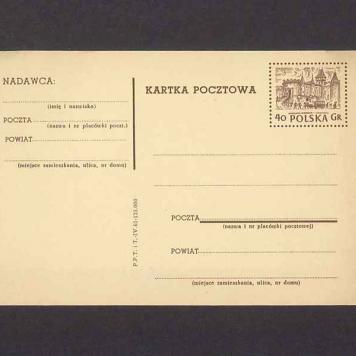 NADAWCA:
(imię i nazwisko)
POCZTA
(nazwa i nr placówki poczt.)
POWIAT
(miejsce zamieszkania, ulica, nr domu)
KARTKA POCZTOWA
40 POLSKA GR
POCZTA
(nazwa i nr placówki pocztowej)
POWIAT
(miejsce zamieszkania, ulica, nr domu)